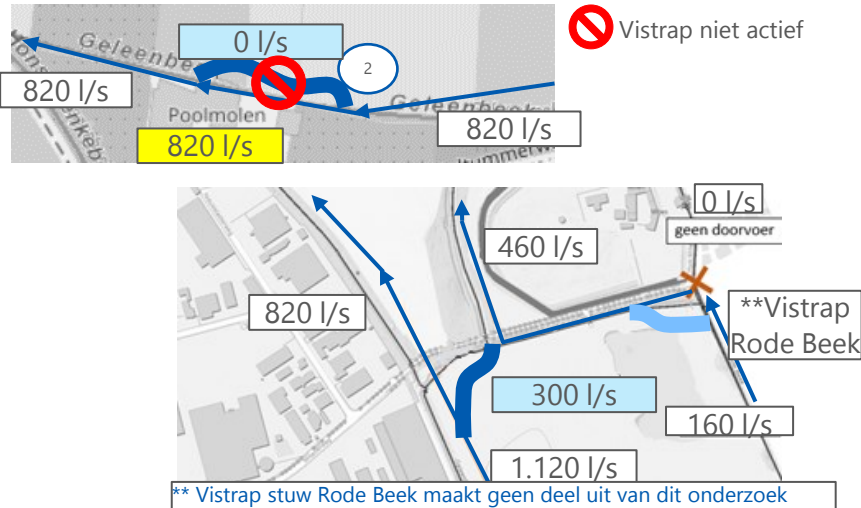 Vistrap niet actief
0 l/s
Geleenbe
2
820 l/s
Poolmolen
Geleenbeek
820 l/s
820 l/s
0 l/s
geen doorvoer
460 l/s
820 l/s
**Vistrap
Rode Beek
300 l/s
160 l/s
1.120 l/s
** Vistrap stuw Rode Beek maakt geen deel uit van dit onderzoek